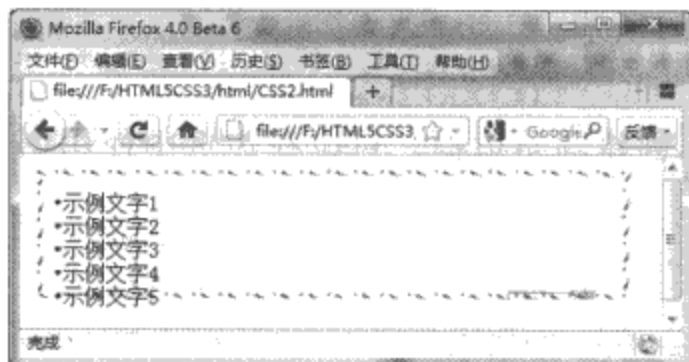 Mozilla Firefox 4.0 Beta 6
文件(F) 编辑(E) 查看(V) 历史(S) 书签(B) 工具(T) 帮助(H)
file:///F:/HTML5CSS3/html/CSS2.html +
file:///F:/HTML5CSS3 Google 反馈
•示例文字1
•示例文字2
•示例文字3
•示例文字4
•示例文字5
完成